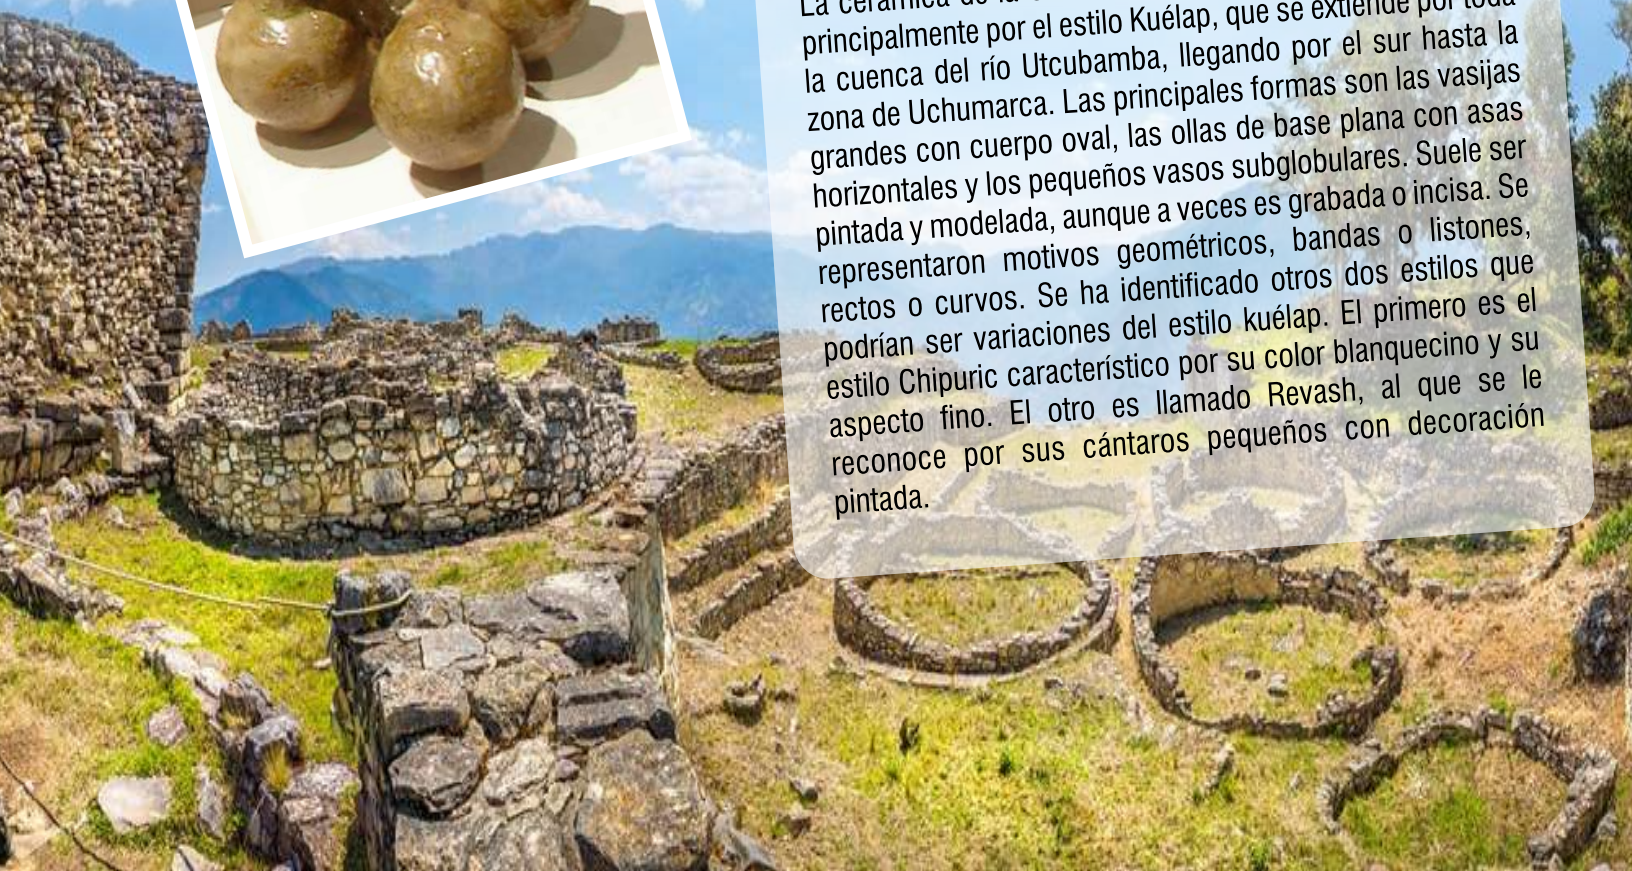 La cerámica de la
principalmente por el estilo Kuélap, que se extiende por toda
la cuenca del río Utcubamba, llegando por el sur hasta la
zona de Uchumarca. Las principales formas son las vasijas
grandes con cuerpo oval, las ollas de base plana con asas
horizontales y los pequeños vasos subglobulares. Suele ser
pintada y modelada, aunque a veces es grabada o incisa. Se
representaron motivos geométricos, bandas o listones,
rectos o curvos. Se ha identificado otros dos estilos que
podrían ser variaciones del estilo kuélap. El primero es el
estilo Chipuric característico por su color blanquecino y su
aspecto fino. El otro es llamado Revash, al que se le
reconoce por sus cántaros pequeños con decoración
pintada.